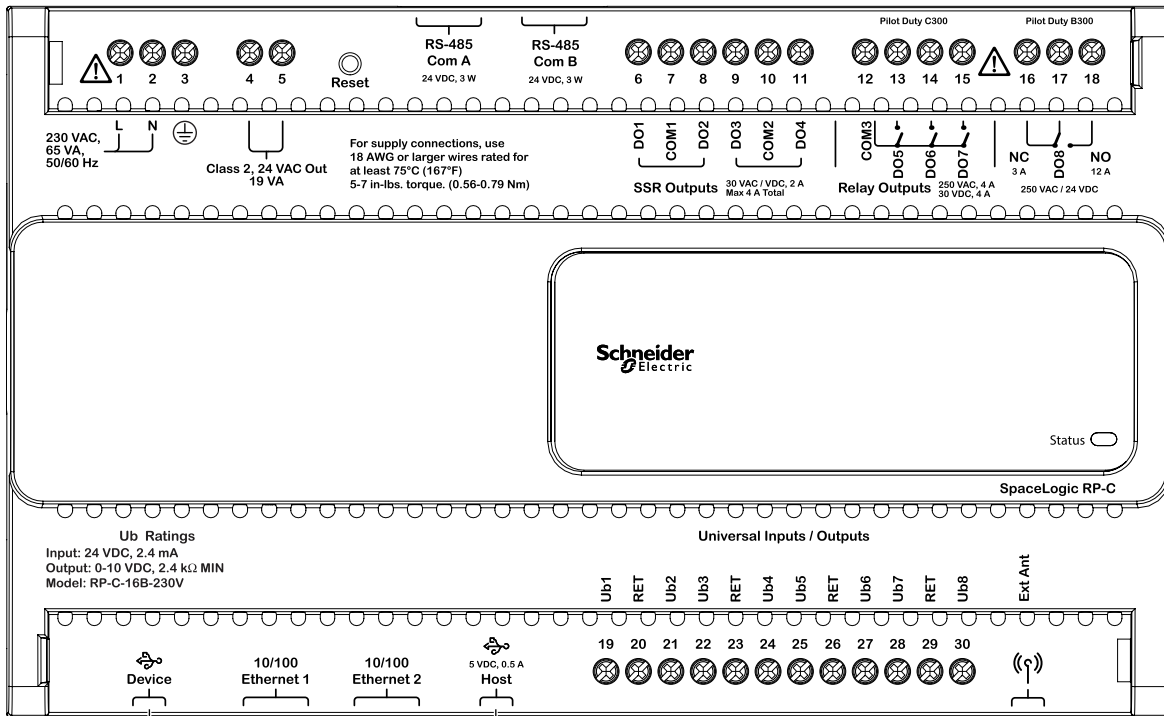 Pilot Duty C300
Pilot Duty B300
RS-485
Com A
24 VDC, 3 W
RS-485
Com B
24 VDC, 3 W
1 2 3 4 5
Reset
6 7 8 9 10 11 12 13 14 15 16 17 18
L N
230 VAC,
65 VA,
50/60 Hz
Class 2, 24 VAC Out
19 VA
For supply connections, use
18 AWG or larger wires rated for
at least 75°C (167°F)
5-7 in-lbs. torque. (0.56-0.79 Nm)
DO1 COM1 DO2 DO3 COM2 DO4
SSR Outputs
30 VAC / VDC, 2 A
Max 4 A Total
COM3 DO5 DO6 DO7
Relay Outputs
250 VAC, 4 A
30 VDC, 4 A
NC DO8 NO
3 A 12 A
250 VAC / 24 VDC
Schneider
Electric
Status
SpaceLogic RP-C
Ub Ratings
Input: 24 VDC, 2.4 mA
Output: 0-10 VDC, 2.4 kΩ MIN
Model: RP-C-16B-230V
Universal Inputs / Outputs
Ub1 RET Ub2 Ub3 RET Ub4 Ub5 RET Ub6 Ub7 RET Ub8 Ext Ant
19 20 21 22 23 24 25 26 27 28 29 30
Device
10/100
Ethernet 1
10/100
Ethernet 2
5 VDC, 0.5 A
Host